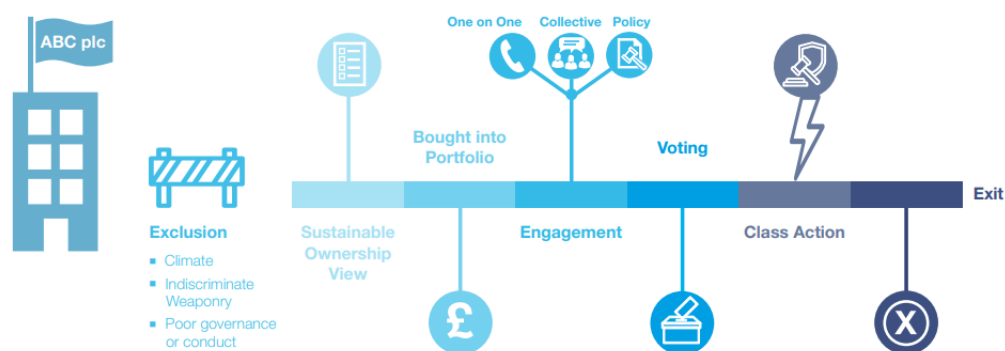 ABC plc
One on One
Collective
Policy
Bought into
Portfolio
Voting
Exit
Exclusion
Climate
Indiscriminate
Weaponry
Poor governance
or conduct
Sustainable
Ownership
View
Engagement
Class Action
£
X